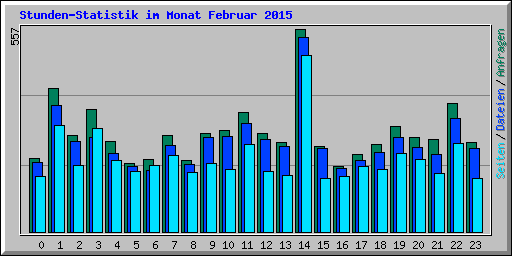 Stunden-Statistik im Monat Februar 2015
557
Seiten / Dateien / Anfragen
0 1 2 3 4 5 6 7 8 9 10 11 12 13 14 15 16 17 18 19 20 21 22 23